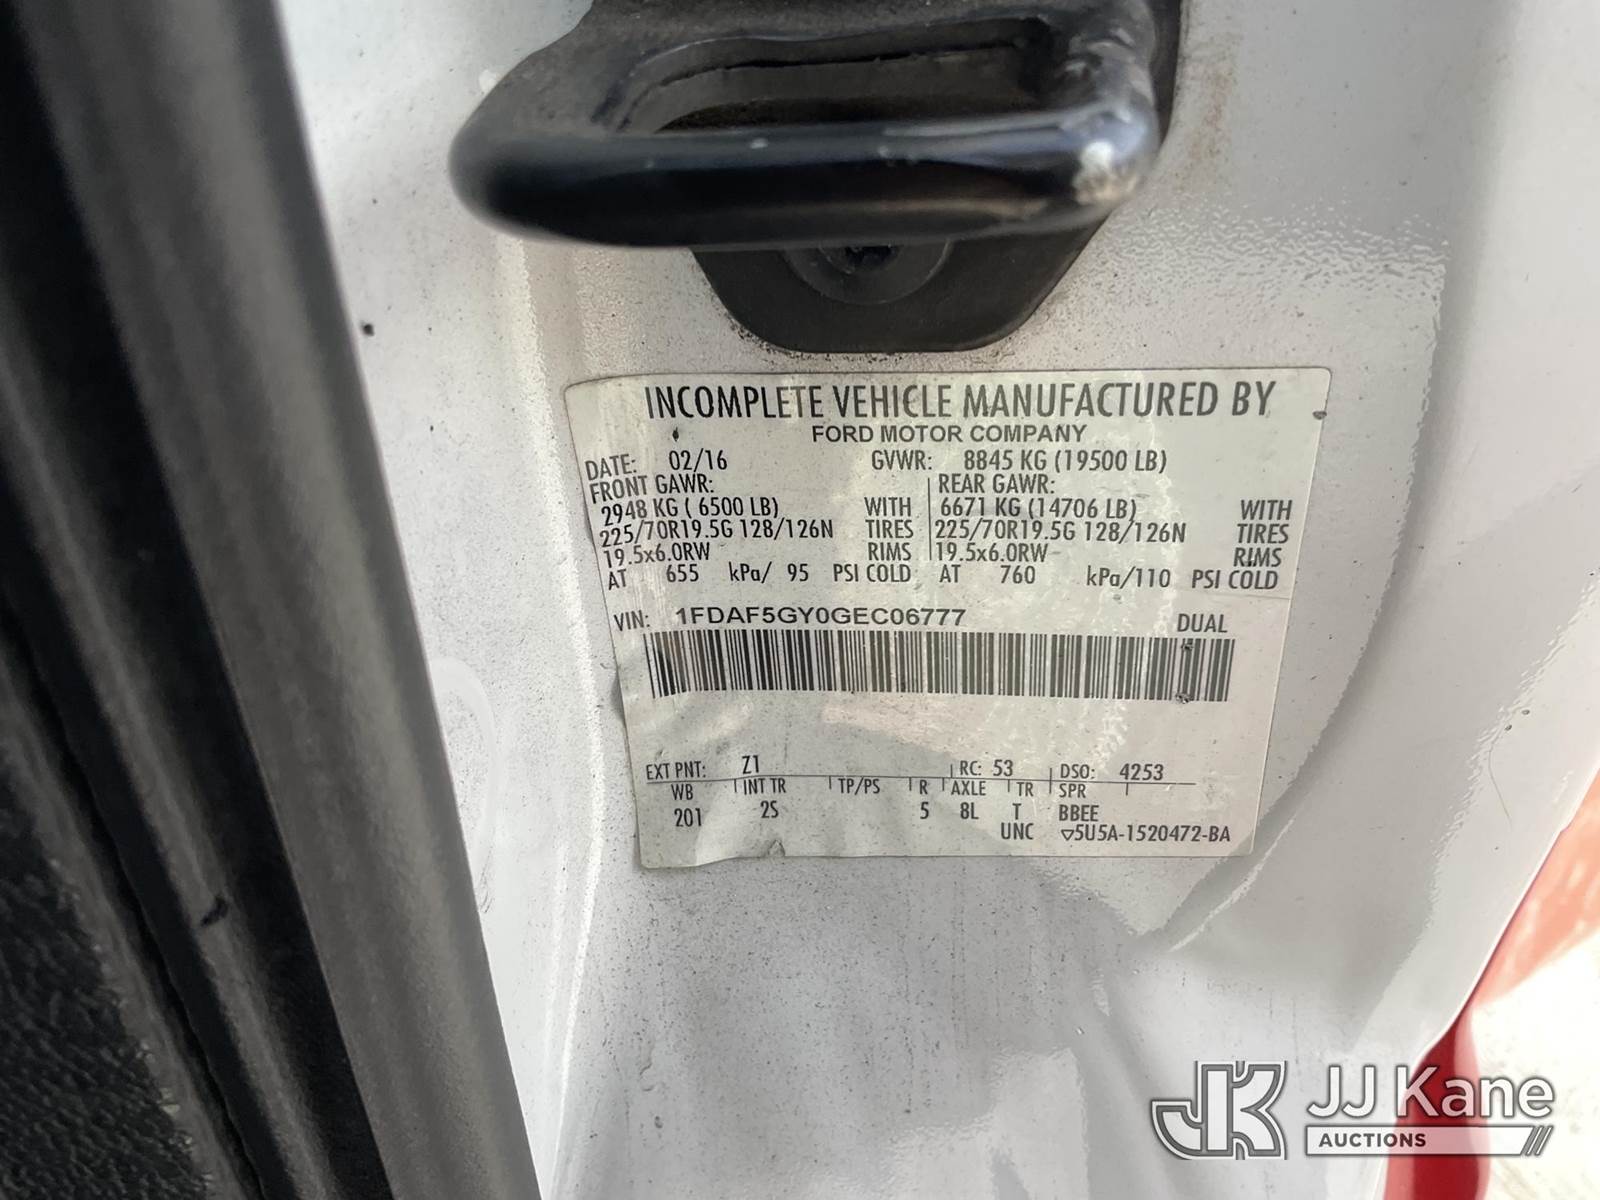 INCOMPLETE VEHICLE MANUFACTURED BY
FORD MOTOR COMPANY
DATE: 02/16 GVWR: 8845 KG (19500 LB)
FRONT GAWR: REAR GAWR:
2948 KG ( 6500 LB) WITH 6671 KG (14706 LB) WITH
225/70R19.5G 128/126N TIRES 225/70R19.5G 128/126N TIRES
19.5x6.0RW RIMS 19.5x6.0RW RIMS
AT 655 kPa/ 95 PSI COLD AT 760 kPa/110 PSI COLD
VIN: 1FDAF5GY0GEC06777 DUAL
EXT PNT: Z1 RC: 53 DSO: 4253
WB INT TR TP/PS R AXLE TR SPR
201 2S 5 8L T BBEE
UNC ▽5U5A-1520472-BA
JJ Kane
AUCTIONS